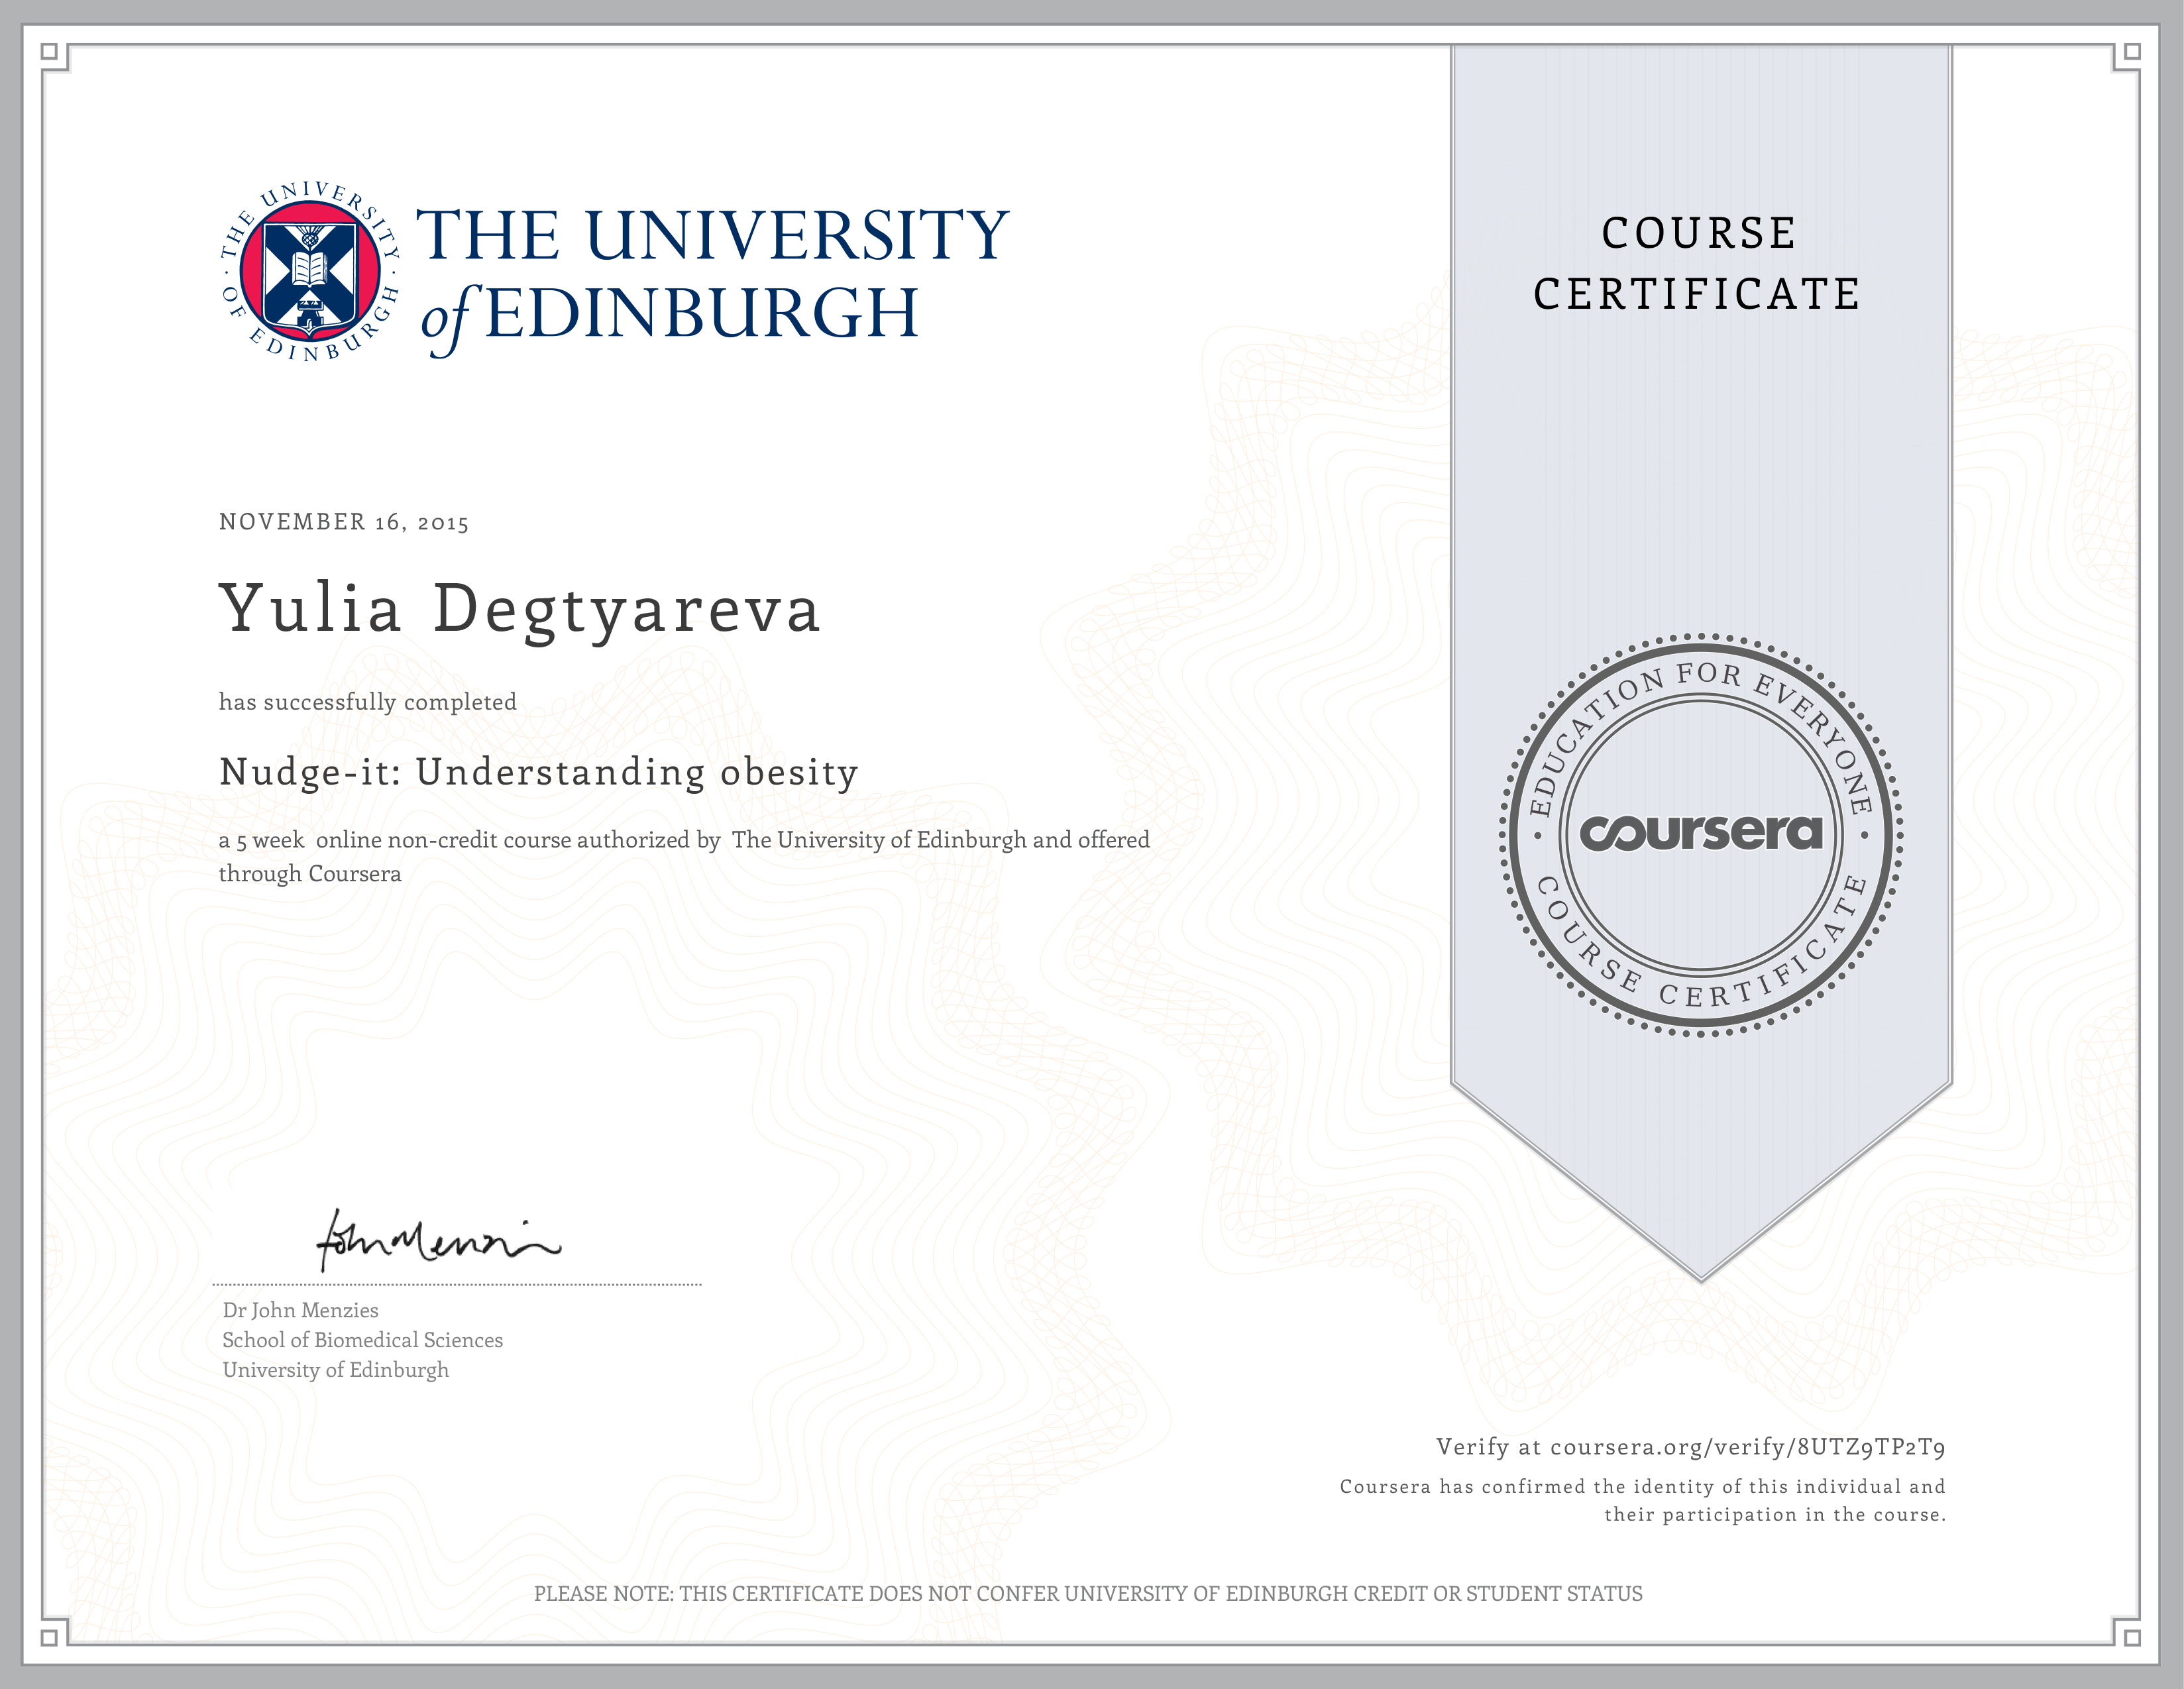 THE UNIVERSITY
of EDINBURGH
· THE UNIVERSITY ·
OF EDINBURGH
COURSE
CERTIFICATE
NOVEMBER 16, 2015
Yulia Degtyareva
has successfully completed
Nudge-it: Understanding obesity
a 5 week online non-credit course authorized by The University of Edinburgh and offered
through Coursera
EDUCATION FOR EVERYONE
coursera
COURSE CERTIFICATE
John Menzies
Dr John Menzies
School of Biomedical Sciences
University of Edinburgh
Verify at coursera.org/verify/8UTZ9TP2T9
Coursera has confirmed the identity of this individual and
their participation in the course.
PLEASE NOTE: THIS CERTIFICATE DOES NOT CONFER UNIVERSITY OF EDINBURGH CREDIT OR STUDENT STATUS